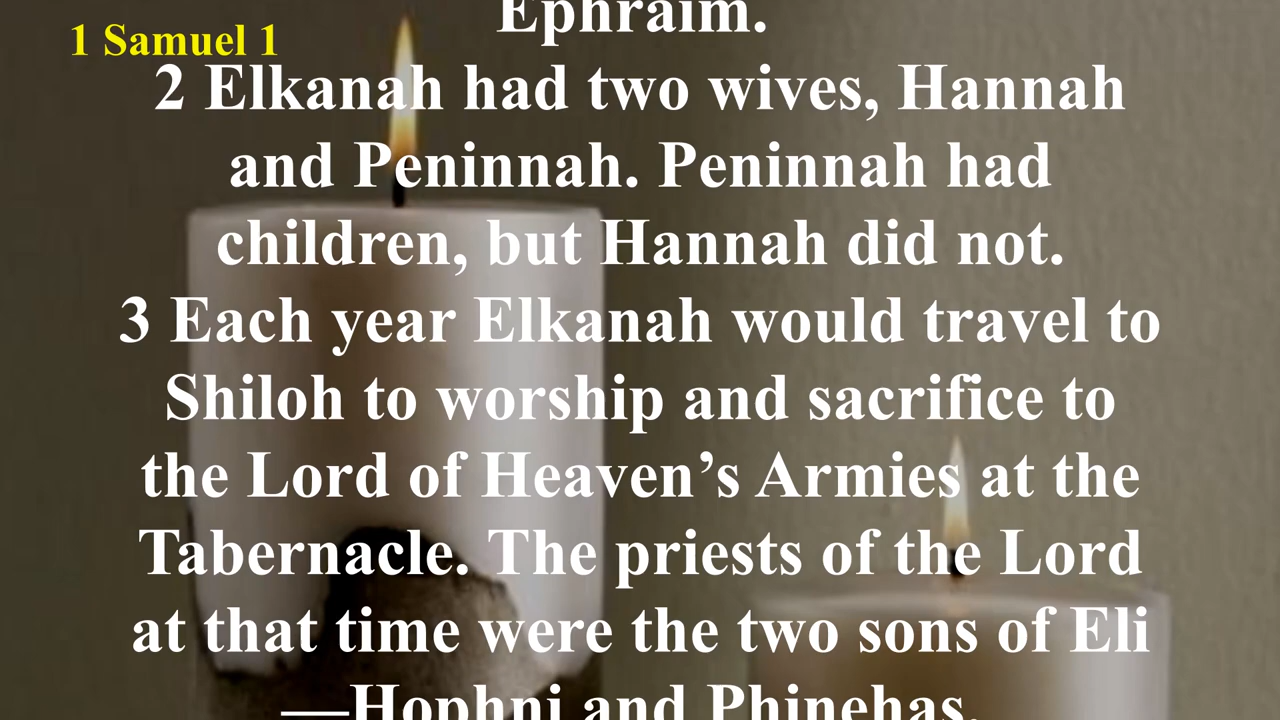 Ephraim.
1 Samuel 1
2 Elkanah had two wives, Hannah
and Peninnah. Peninnah had
children, but Hannah did not.
3 Each year Elkanah would travel to
Shiloh to worship and sacrifice to
the Lord of Heaven’s Armies at the
Tabernacle. The priests of the Lord
at that time were the two sons of Eli
—Hophni and Phinehas.